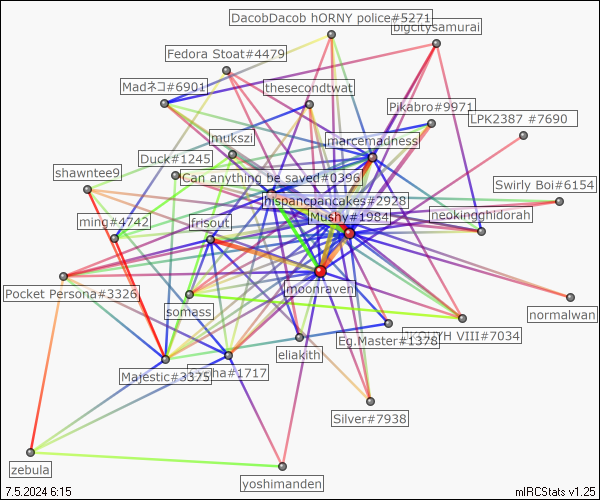 DacobDacob hORNY police#5271
bigcitysamurai
Fedora Stoat#4479
Madネコ#6901
thesecondtwat
Pikabro#9971
LPK2387 #7690
mukszi
marcemadness
Duck#1245
shawntee9
Can anything be saved#0396
Swirly Boi#6154
hispancpancakes#2928
ming#4742
frisout
Mushy#1984
neokingghidorah
Pocket Persona#3326
moonraven
somass
normalwan
Eg.Master#1378
VIII#7034
eliakith
Majestic#3375
ha#1717
Silver#7938
zebula
yoshimanden
7.5.2024 6:15
mIRCStats v1.25